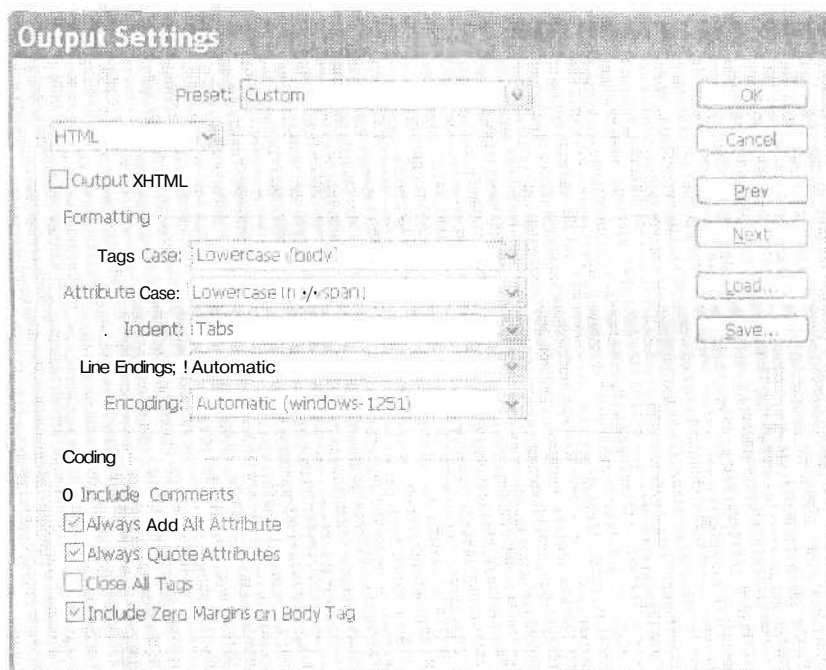 Output Settings
Preset: Custom
OK
HTML
Cancel
Output XHTML
Prev
Formatting
Next
Tags Case: Lowercase (body)
Attribute Case: Lowercase
Load...
. Indent: Tabs
Save...
Line Endings; ! Automatic
Encoding: Automatic (windows-1251)
Coding
0 Include Comments
Always Add Alt Attribute
Always Quote Attributes
Close All Tags
Include Zero Margins on Body Tag